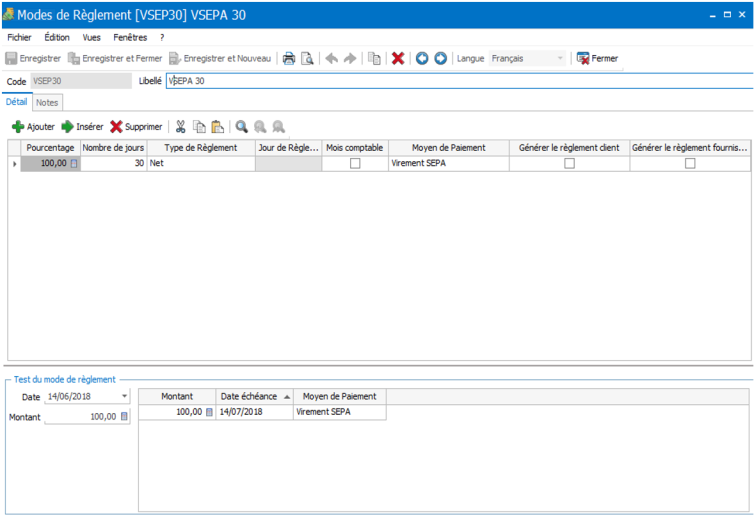 Modes de Règlement [VSEP30] VSEPA 30
Fichier Édition Vues Fenêtres ?
Enregistrer Enregistrer et Fermer Enregistrer et Nouveau Langue Français Fermer
Code VSEP30 Libellé VSEPA 30
Détail Notes
Ajouter Insérer Supprimer
Pourcentage Nombre de jours Type de Règlement Jour de Règle... Mois comptable Moyen de Paiement Générer le règlement client Générer le règlement fournis...
100,00 30 Net Virement SEPA
Test du mode de règlement
Date 14/06/2018 Montant Date échéance Moyen de Paiement
Montant 100,00 100,00 14/07/2018 Virement SEPA